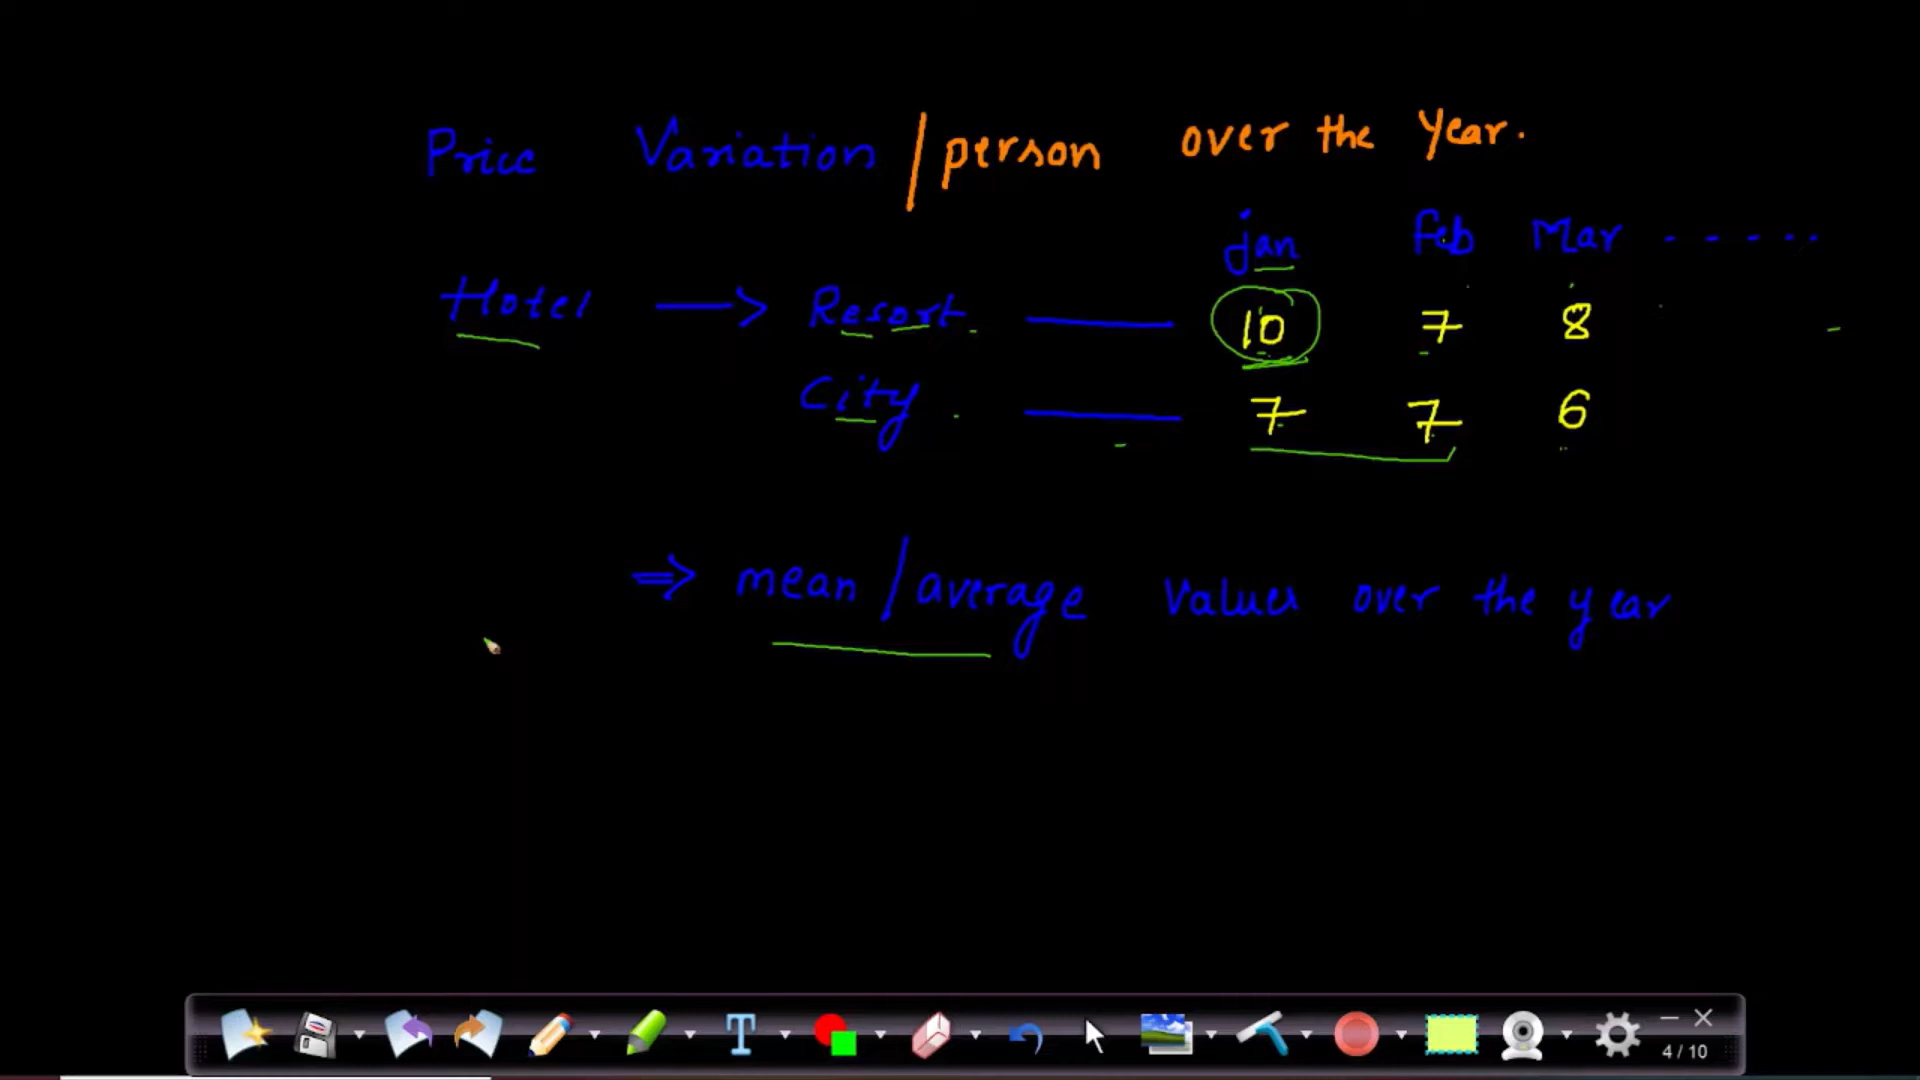 Price Variation / person over the Year.
jan Feb Mar - - - - -
Hotel → Resort — 10 7 8
City — 7 7 6
⇒ mean / average Values over the year
4 / 10